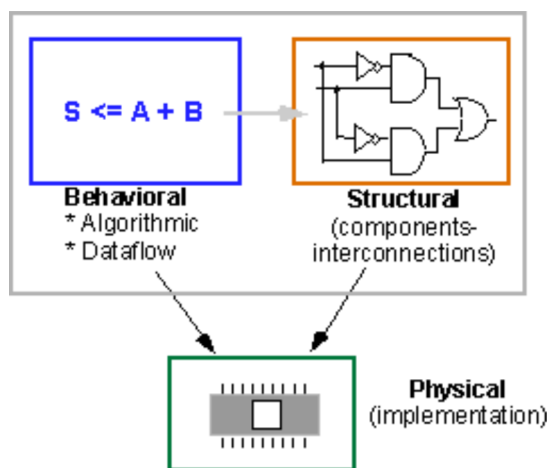 S <= A + B
Behavioral
* Algorithmic
* Dataflow
Structural
(components-
interconnections)
Physical
(implementation)